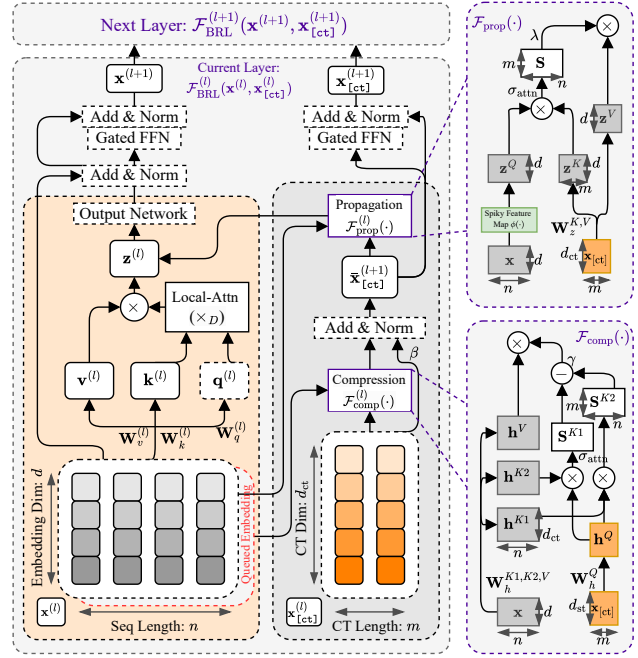 Next Layer: ℱ_BRL^(l+1)(x^(l+1), x_[ct]^(l+1))
Current Layer:
ℱ_BRL^(l)(x^(l), x_[ct]^(l))
x^(l+1)
x_[ct]^(l+1)
Add & Norm
Gated FFN
Add & Norm
Gated FFN
Add & Norm
Output Network
z^(l)
×
Local-Attn
(×_D)
v^(l)
k^(l)
q^(l)
W_v^(l)
W_k^(l)
W_q^(l)
Embedding Dim: d
Queued Embedding
x^(l)
Seq Length: n
Propagation
ℱ_prop^(l)(·)
x̄_[ct]^(l+1)
Add & Norm
β
Compression
ℱ_comp^(l)(·)
CT Dim: d_ct
x_[ct]^(l)
CT Length: m
ℱ_prop(·)
λ
×
m
S
n
σ_attn
×
d
z^V
z^Q
d
z^K
d
m
Spiky Feature
Map ϕ(·)
W_z^K,V
x
d
n
d_ct
x_[ct]
m
ℱ_comp(·)
×
γ
−
m
S^K2
n
h^V
S^K1
σ_attn
h^K2
×
×
h^K1
d_ct
n
h^Q
W_h^K1,K2,V
W_h^Q
x
d
n
d_st
x_[ct]
m